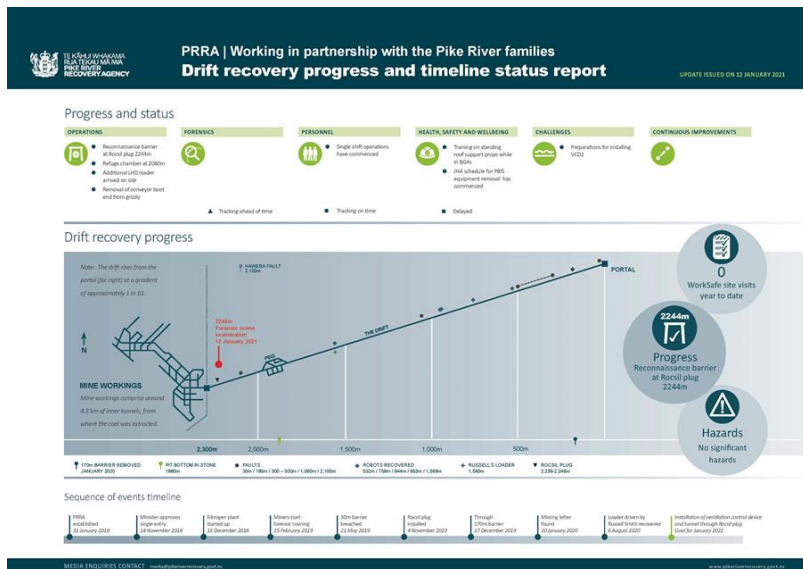 TE KĀHUI WHAKAMA
RUA TEKAU MĀ IWA
PIKE RIVER
RECOVERY AGENCY
PRRA | Working in partnership with the Pike River families
Drift recovery progress and timeline status report
UPDATE ISSUED ON 12 JANUARY 2021
Progress and status
OPERATIONS
Reconnaissance barrier
at Rocsil plug 2244m
Refuge chamber at 2080m
Additional LHD loader
arrived on site
Removal of conveyor boot
end from grizzly
FORENSICS
PERSONNEL
Single shift operations
have commenced
HEALTH, SAFETY AND WELLBEING
Training on standing
roof support props while
in BG4s
JHA schedule for PBIS
equipment removal has
commenced
CHALLENGES
Preparations for installing
VCD2
CONTINUOUS IMPROVEMENTS
Tracking ahead of time
Tracking on time
Delayed
Drift recovery progress
Note: The drift rises from the
portal (far right) at a gradient
of approximately 1 in 10.
HAWERA FAULT
2,100m
2244m
Forensic scene
examination
12 January 2021
N
MINE WORKINGS
Mine workings comprise around
4.3 km of inner tunnels, from
where the coal was extracted.
PBIS
THE DRIFT
PORTAL
2,300m
2,000m
1,500m
1,000m
500m
0
WorkSafe site visits
year to date
2244m
Progress
Reconnaissance barrier
at Rocsil plug
2244m
Hazards
No significant
hazards
170m BARRIER REMOVED
JANUARY 2020
PIT BOTTOM IN STONE
FAULTS
ROBOTS RECOVERED
RUSSELL'S LOADER
ROCSIL PLUG
Sequence of events timeline
PRRA
established
31 January 2018
Minister approves
single entry
14 November 2018
Nitrogen plant
started up
Miners start
forensic training
15 February 2019
30m barrier
breached
21 May 2019
Rocsil plug
installed
4 November 2019
Through
170m barrier
17 December 2019
Missing letter
found
20 January 2020
Loader driven by
Russell Smith recovered
6 August 2020
Installation of ventilation control device
and tunnel through Rocsil plug
Goal for January 2021
MEDIA ENQUIRIES CONTACT media@pikeriverrecovery.govt.nz
www.pikeriverrecovery.govt.nz